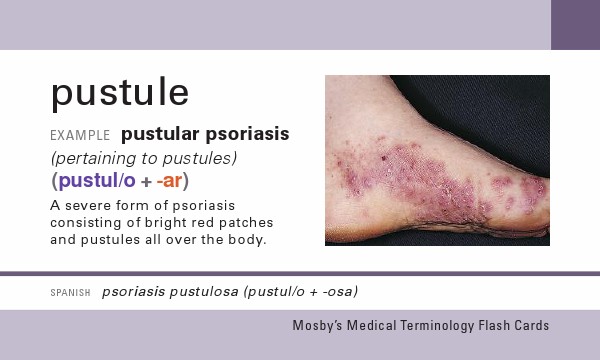 pustule
EXAMPLE pustular psoriasis
(pertaining to pustules)
(pustul/o + -ar)
A severe form of psoriasis
consisting of bright red patches
and pustules all over the body.
SPANISH psoriasis pustulosa (pustul/o + -osa)
Mosby's Medical Terminology Flash Cards